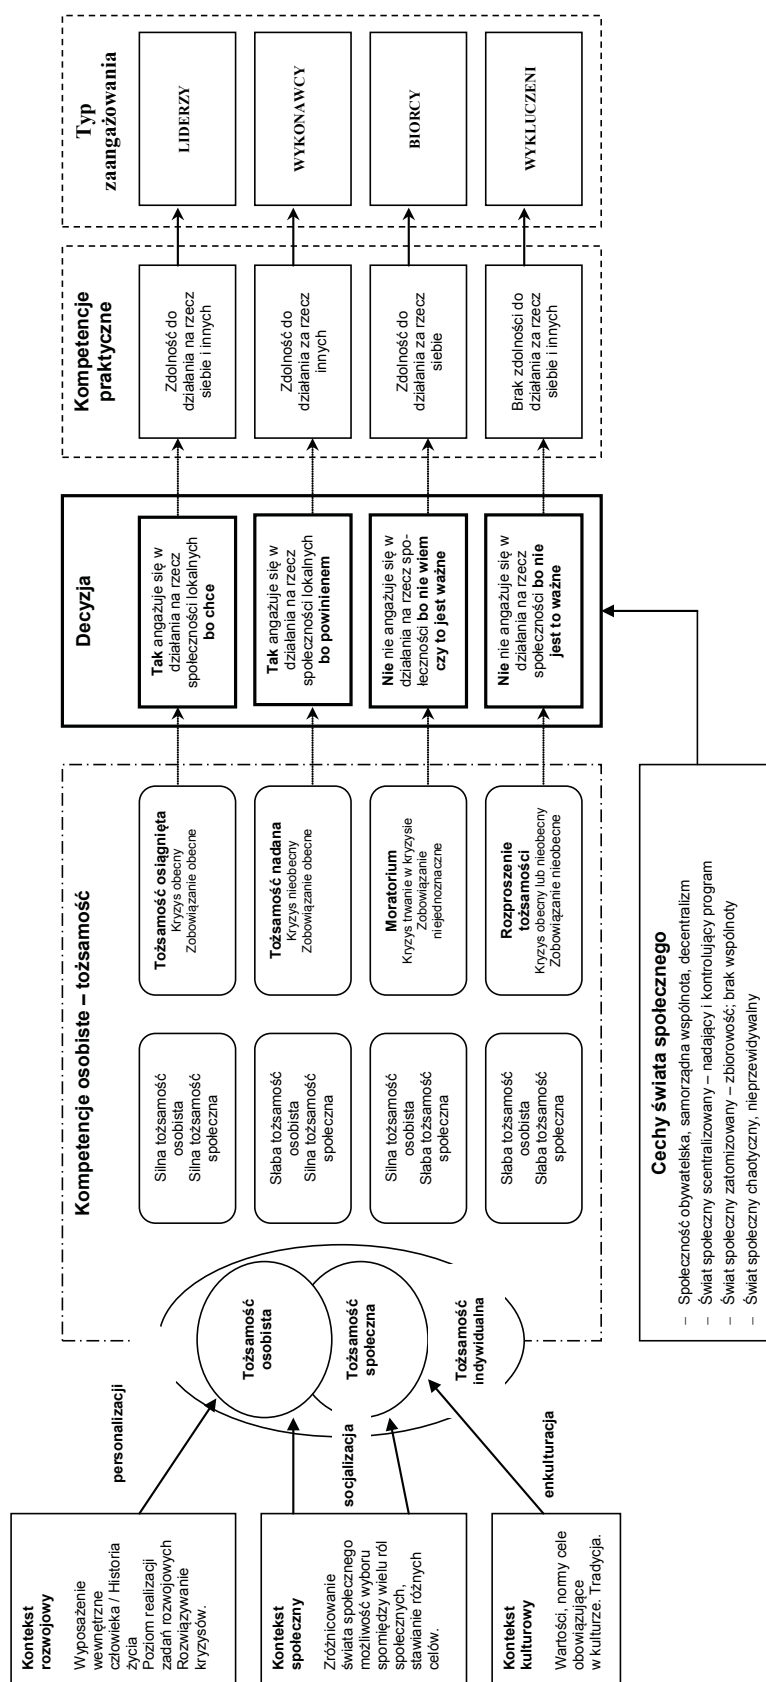 Kontekst
rozwojowy
Wyposażenie
wewnętrzne
człowieka / Historia
życia
Poziom realizacji
zadań rozwojowych
Rozwiązywanie
kryzysów.
Kontekst
społeczny
Zróżnicowanie
świata społecznego
możliwość wyboru
spomiędzy wielu ról
społecznych,
stawianie różnych
celów.
Kontekst
kulturowy
Wartości, normy cele
obowiązujące
w kulturze. Tradycja.
personalizacji
socjalizacja
enkulturacja
Tożsamość
osobista
Tożsamość
społeczna
Tożsamość
indywidualna
Kompetencje osobiste – tożsamość
Silna tożsamość
osobista
Silna tożsamość
społeczna
Słaba tożsamość
osobista
Silna tożsamość
społeczna
Silna tożsamość
osobista
Słaba tożsamość
społeczna
Słaba tożsamość
osobista
Słaba tożsamość
społeczna
Tożsamość osiągnięta
Kryzys obecny
Zobowiązanie obecne
Tożsamość nadana
Kryzys nieobecny
Zobowiązanie obecne
Moratorium
Kryzys trwanie w kryzysie
Zobowiązanie
niejednoznaczne
Rozproszenie
tożsamości
Kryzys obecny lub nieobecny
Zobowiązanie nieobecne
Decyzja
Tak angażuje się w
działania na rzecz
społeczności lokalnych
bo chce
Tak angażuje się w
działania na rzecz
społeczności lokalnych
bo powinienem
Nie nie angażuje się w
działania na rzecz spo-
łeczności bo nie wiem
czy to jest ważne
Nie nie angażuje się w
działania na rzecz
społeczności bo nie
jest to ważne
Kompetencje
praktyczne
Zdolność do
działania na rzecz
siebie i innych
Zdolność do
działania za rzecz
innych
Zdolność do
działania za rzecz
siebie
Brak zdolności do
działania za rzecz
siebie i innych
Typ
zaangażowania
LIDERZY
WYKONAWCY
BIORCY
WYKLUCZENI
Cechy świata społecznego
– Społeczność obywatelska, samorządna wspólnota, decentralizm
– Świat społeczny scentralizowany – nadający i kontrolujący program
– Świat społeczny zatomizowany – zbiorowość; brak wspólnoty
– Świat społeczny chaotyczny, nieprzewidywalny